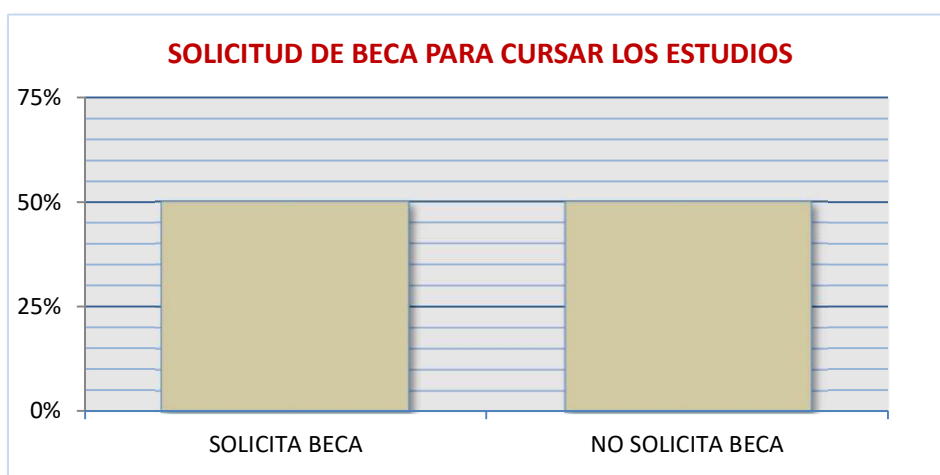 SOLICITUD DE BECA PARA CURSAR LOS ESTUDIOS
75%
50%
25%
0%
SOLICITA BECA
NO SOLICITA BECA